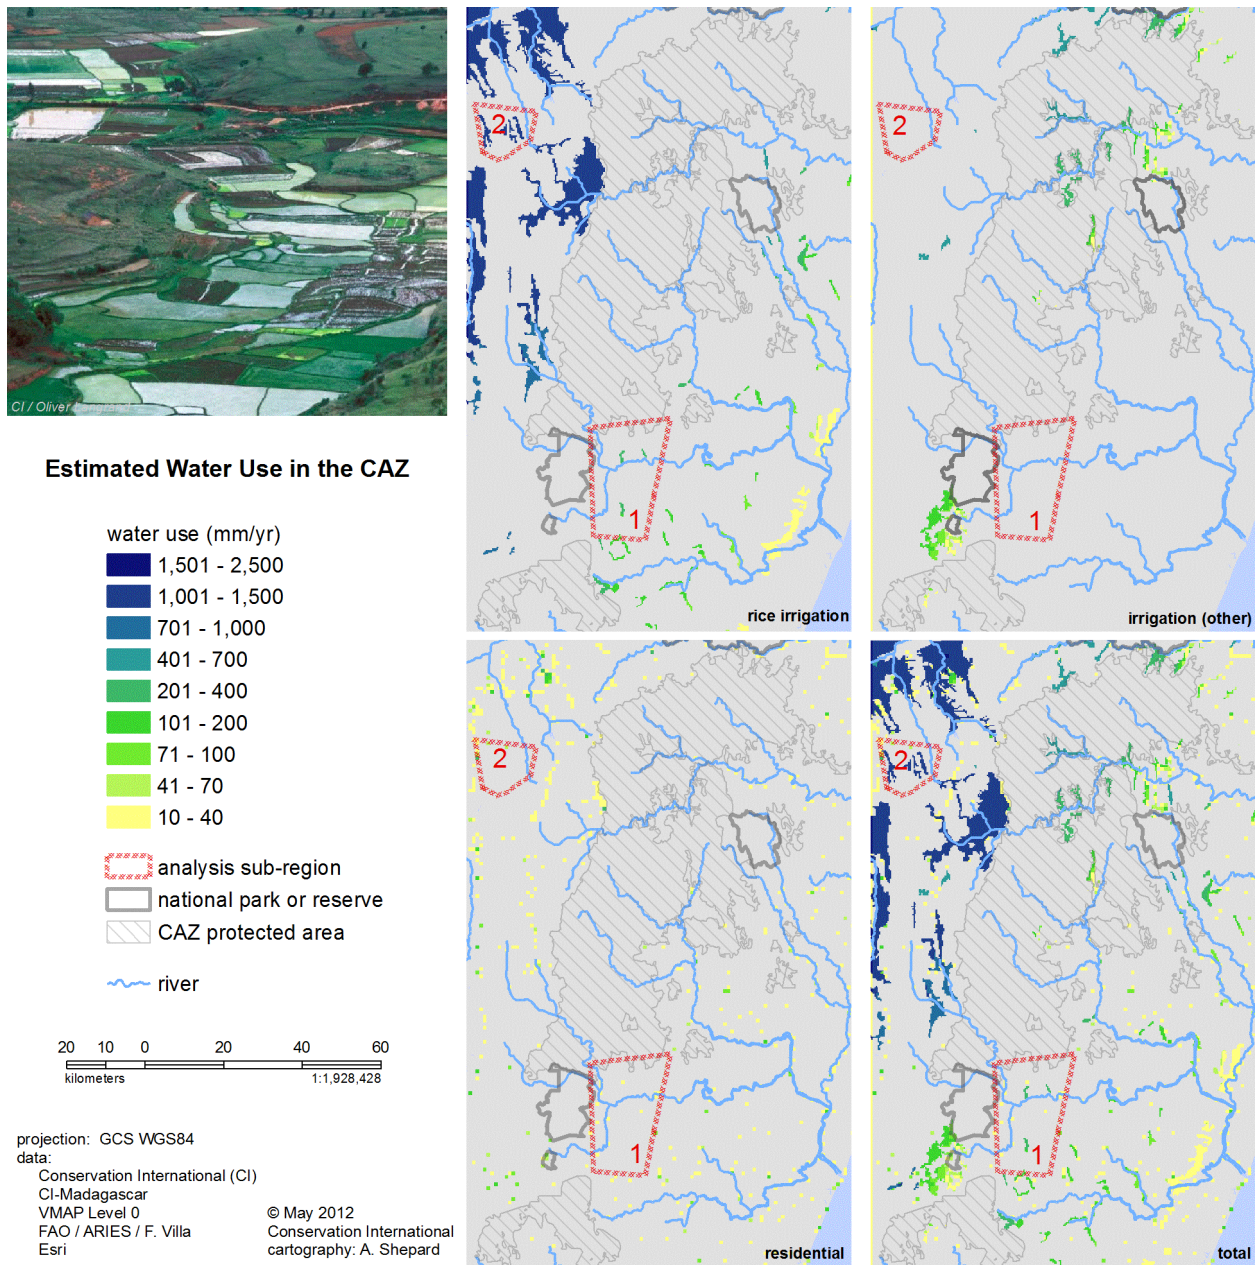 CI / Oliver Langrand
Estimated Water Use in the CAZ
water use (mm/yr)
1,501 - 2,500
1,001 - 1,500
701 - 1,000
401 - 700
201 - 400
101 - 200
71 - 100
41 - 70
10 - 40
analysis sub-region
national park or reserve
CAZ protected area
river
20 10 0 20 40 60
kilometers 1:1,928,428
projection: GCS WGS84
data:
Conservation International (CI)
CI-Madagascar
VMAP Level 0
FAO / ARIES / F. Villa
Esri
© May 2012
Conservation International
cartography: A. Shepard
2
1
rice irrigation
2
1
irrigation (other)
2
1
residential
2
1
total